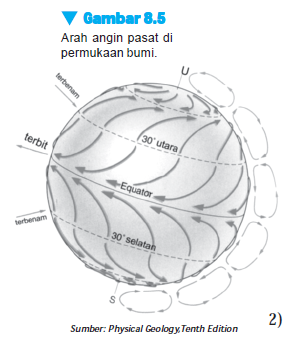 ▼ Gambar 8.5
Arah angin pasat di
permukaan bumi.
U
terbenam
terbit
30° utara
Equator
terbenam
30° selatan
S
2)
Sumber: Physical Geology,Tenth Edition